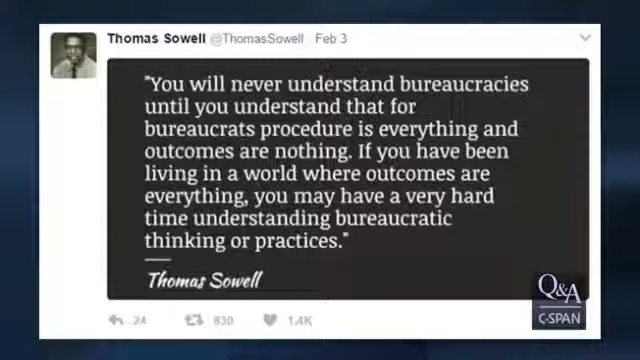 Thomas Sowell @ThomasSowell Feb 3
"You will never understand bureaucracies
until you understand that for
bureaucrats procedure is everything and
outcomes are nothing. If you have been
living in a world where outcomes are
everything, you may have a very hard
time understanding bureaucratic
thinking or practices."
Thomas Sowell
24 830 1.4K
Q&A
C-SPAN